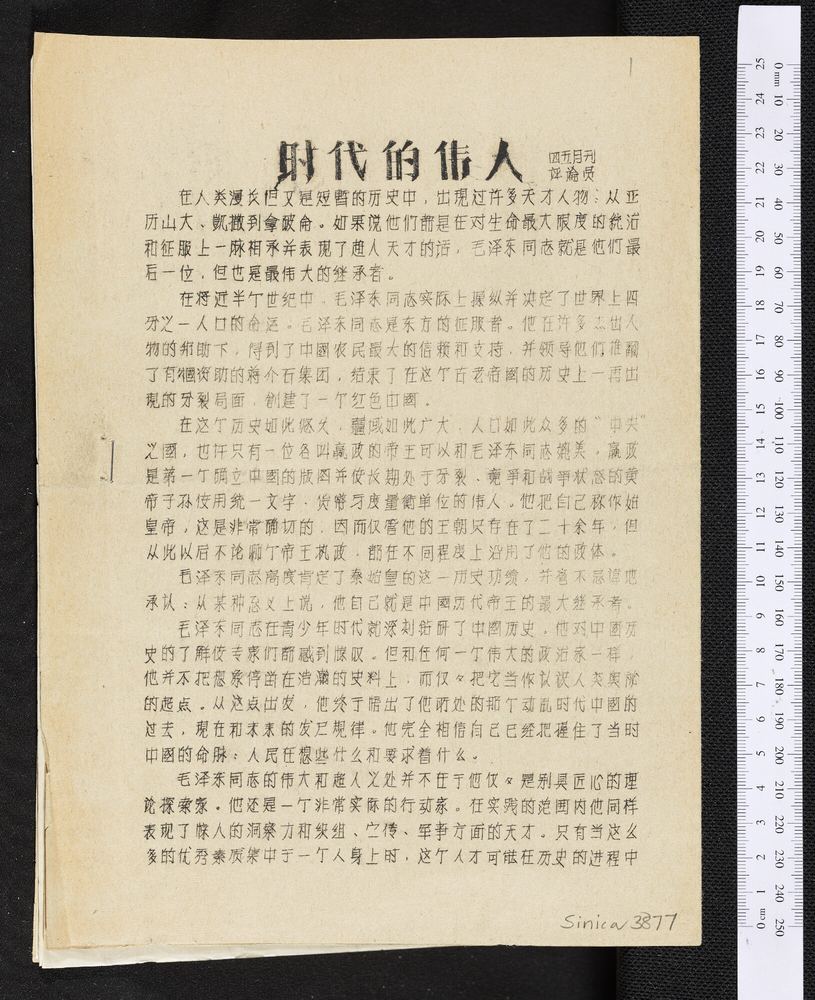 1
时代的伟人
四五月刊
评论员
在人类漫长但又是短暂的历史中，出现过许多天才人物：从亚
历山大、凯撒到拿破仑。如果说他们都是在对生命最大限度的统治
和征服上一脉相承并表现了超人天才的话，毛泽东同志就是他们最
后一位，但也是最伟大的继承者。
在将近半个世纪中，毛泽东同志实际上操纵并决定了世界上四
分之一人口的命运。毛泽东同志是东方的征服者。他在许多杰出人
物的帮助下，得到了中國农民最大的信赖和支持，并领导他们推翻
了有個资助的蒋介石集团，结束了在这个古老帝國的历史上一再出
现的分裂局面，创建了一个红色中國。
在这个历史如此悠久，疆域如此广大，人口如此众多的“中央”
之國，也许只有一位名叫嬴政的帝王可以和毛泽东同志媲美。嬴政
是第一个确立中國的版图并使长期处于分裂、竞争和战争状态的黄
帝子孙使用统一文字、货币及度量衡单位的伟人。他把自己称作始
皇帝，这是非常确切的，因而仅管他的王朝只存在了二十余年，但
从此以后不论哪个帝王执政，都在不同程度上沿用了他的政体。
毛泽东同志高度肯定了秦始皇的这一历史功绩，并毫不忌讳地
承认：从某种意义上说，他自己就是中國历代帝王的最大继承者。
毛泽东同志在青少年时代就深刻钻研了中國历史。他对中國历
史的了解使专家们都感到惊叹。但和任何一个伟大的政治家一样，
他并不把想象停留在浩瀚的史料上，而仅々把它当作认识人类奥秘
的起点。从这点出发，他终于悟出了他所处的那个动乱时代中國的
过去，现在和未来的发展规律。他完全相信自己已经把握住了当时
中國的命脉：人民在想些什么和要求着什么。
毛泽东同志的伟大和超人之处并不在于他仅々是别具匠心的理
论探索家。他还是一个非常实际的行动家。在实践的范围内他同样
表现了惊人的洞察力和组织、宣传、军事方面的天才。只有当这么
多的优秀素质集中于一个人身上时，这个人才可能在历史的进程中
Sinica 3877